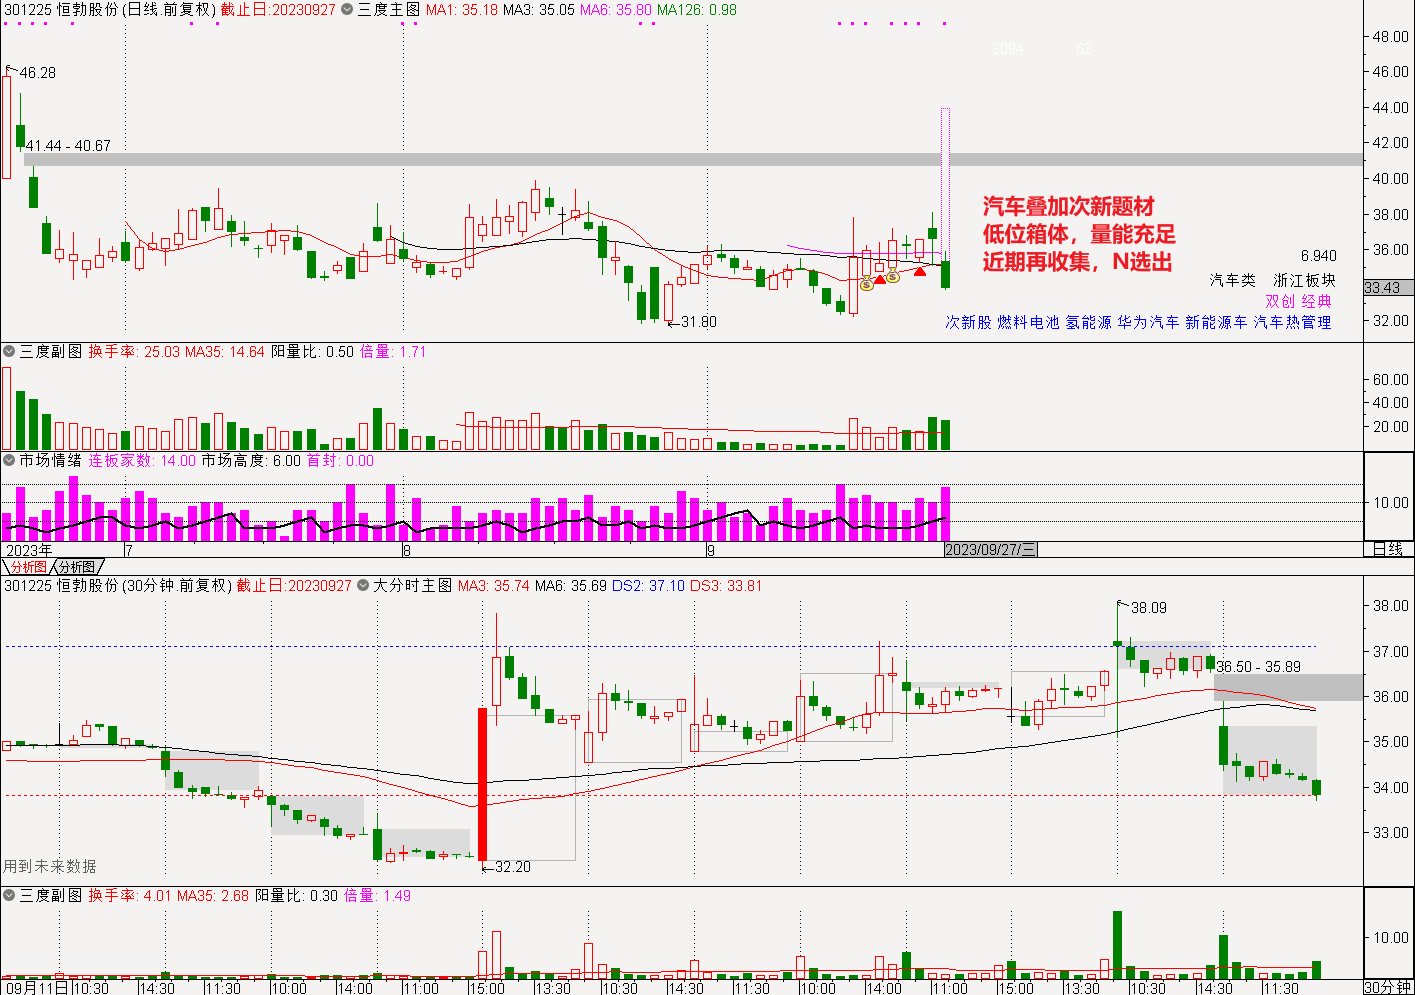 301225 恒勃股份 (日线.前复权) 截止日:20230927 三度主图 MA1: 35.18 MA3: 35.05 MA6: 35.80 MA126: 0.98
3094 63
48.00
46.28
46.00
44.00
41.44 - 40.67
42.00
40.00
汽车叠加次新题材
38.00
低位箱体，量能充足
36.00
近期再收集，N选出
6.940
汽车类 浙江板块
33.43
双创 经典
31.80
次新股 燃料电池 氢能源 华为汽车 新能源车 汽车热管理
32.00
三度副图 换手率: 25.03 MA35: 14.64 阳量比: 0.50 倍量: 1.71
60.00
40.00
20.00
市场情绪 连板家数: 14.00 市场高度: 6.00 首封: 0.00
10.00
2023年 7 8 9 2023/09/27/三 日线
分析图 分析图
301225 恒勃股份 (30分钟.前复权) 截止日:20230927 大分时主图 MA3: 35.74 MA6: 35.69 DS2: 37.10 DS3: 33.81
38.09
38.00
37.00
36.50 - 35.89
36.00
35.00
34.00
33.00
用到未来数据
32.20
三度副图 换手率: 4.01 MA35: 2.68 阳量比: 0.30 倍量: 1.49
10.00
09月11日 10:30 14:30 11:30 10:00 14:00 11:00 15:00 13:30 10:30 14:30 11:30 10:00 14:00 11:00 15:00 13:30 10:30 14:30 11:30 30分钟